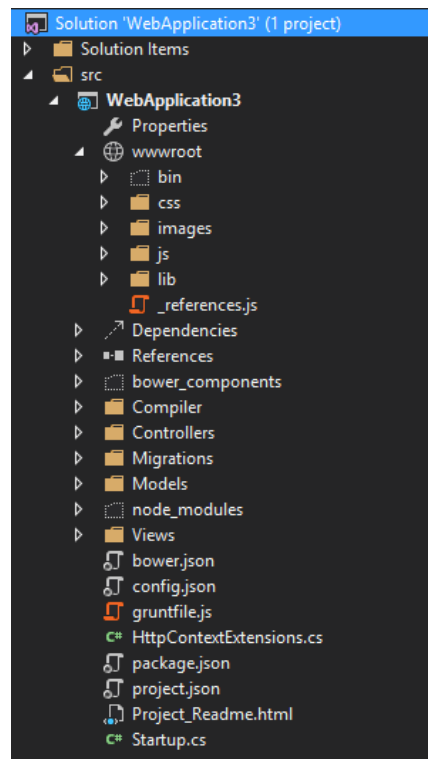 Solution 'WebApplication3' (1 project)
Solution Items
src
WebApplication3
Properties
wwwroot
bin
css
images
js
lib
_references.js
Dependencies
References
bower_components
Compiler
Controllers
Migrations
Models
node_modules
Views
bower.json
config.json
gruntfile.js
C# HttpContextExtensions.cs
package.json
project.json
Project_Readme.html
C# Startup.cs